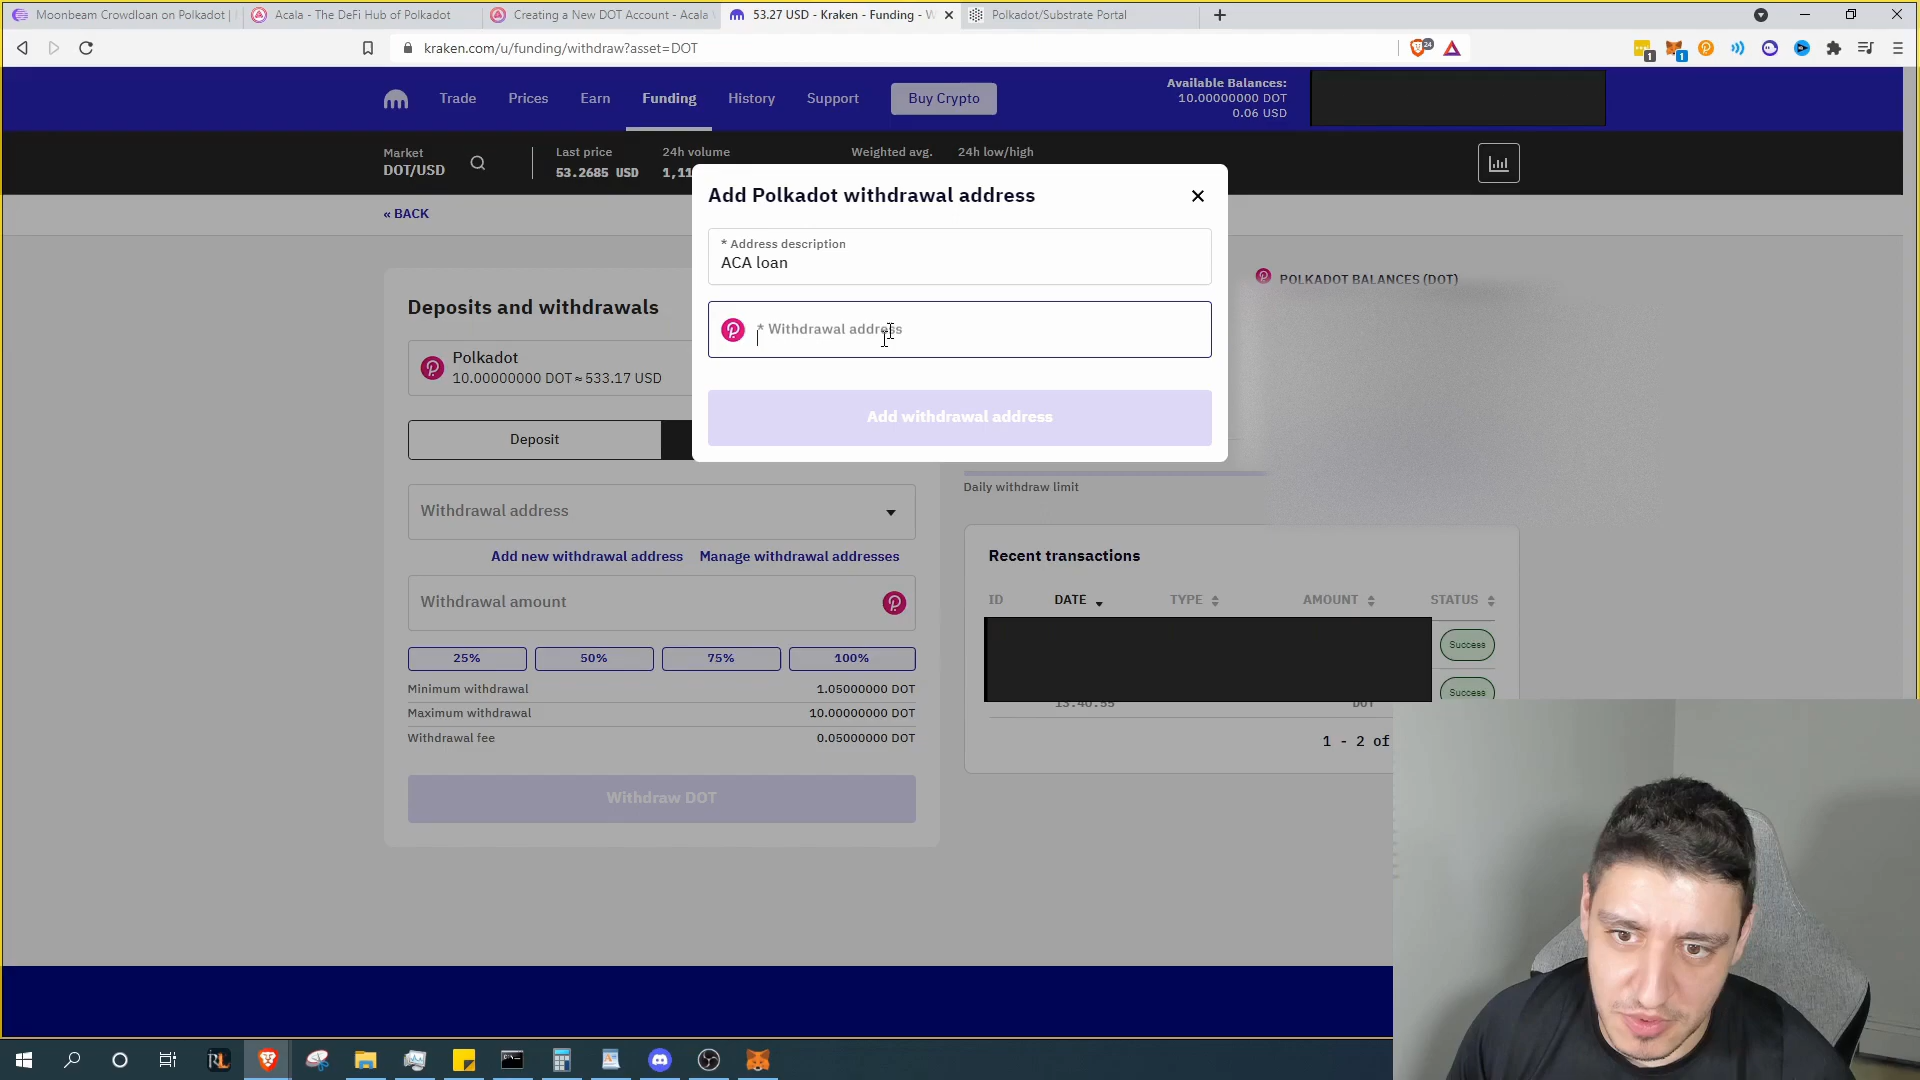 Moonbeam Crowdloan on Polkadot |
Acala - The DeFi Hub of Polkadot
Creating a New DOT Account - Acala
53.27 USD - Kraken - Funding - W
Polkadot/Substrate Portal
kraken.com/u/funding/withdraw?asset=DOT
24
1
1
Trade
Prices
Earn
Funding
History
Support
Buy Crypto
Available Balances:
10.00000000 DOT
0.06 USD
Market
DOT/USD
Last price
53.2685 USD
24h volume
1,11
Weighted avg.
24h low/high
« BACK
Add Polkadot withdrawal address
* Address description
ACA loan
* Withdrawal address
Add withdrawal address
Deposits and withdrawals
Polkadot
10.00000000 DOT ≈ 533.17 USD
Deposit
Withdrawal address
Add new withdrawal address
Manage withdrawal addresses
Withdrawal amount
25%
50%
75%
100%
Minimum withdrawal
1.05000000 DOT
Maximum withdrawal
10.00000000 DOT
Withdrawal fee
0.05000000 DOT
Withdraw DOT
POLKADOT BALANCES (DOT)
Daily withdraw limit
Recent transactions
ID
DATE
TYPE
AMOUNT
STATUS
Success
Success
1 - 2 of